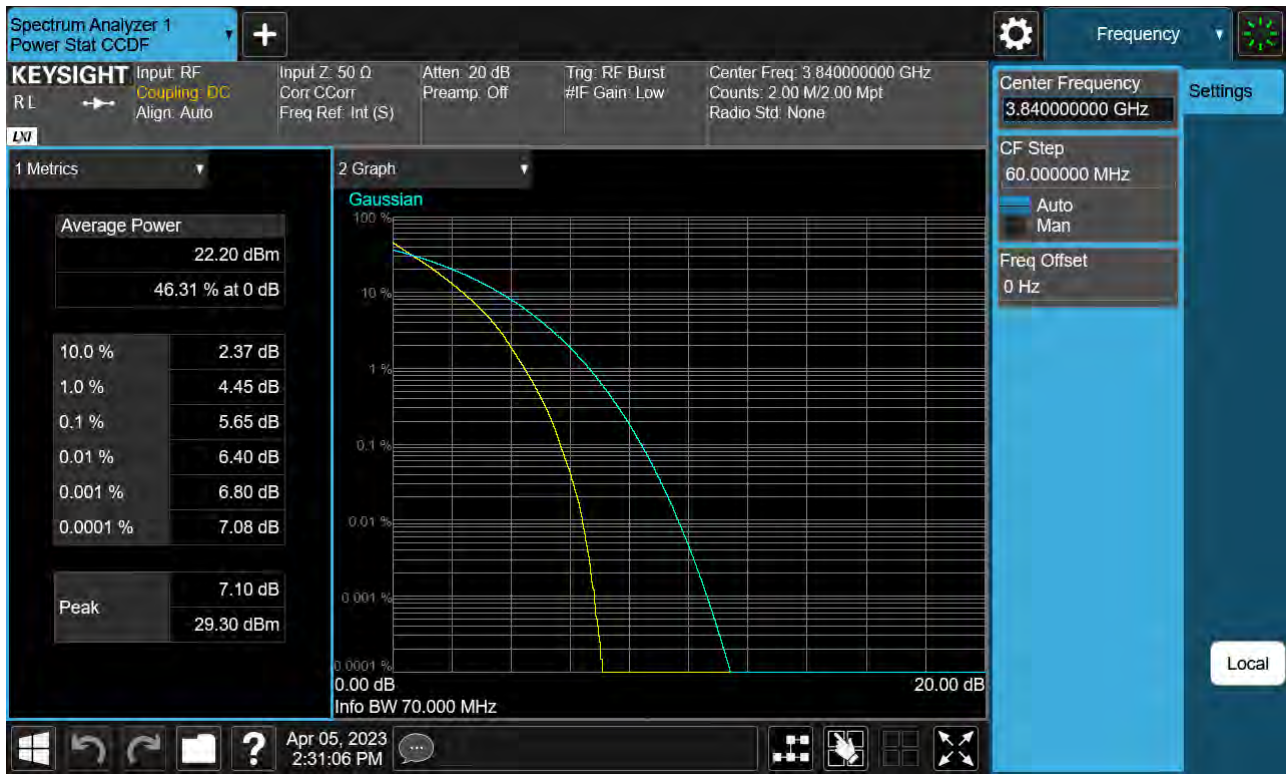 Spectrum Analyzer 1
Power Stat CCDF
▼
+
Frequency
▼
KEYSIGHT
RL
LXI
Input: RF
Coupling: DC
Align: Auto
Input Z: 50 Ω
Corr CCorr
Freq Ref: Int (S)
Atten: 20 dB
Preamp: Off
Trig: RF Burst
#IF Gain: Low
Center Freq: 3.840000000 GHz
Counts: 2.00 M/2.00 Mpt
Radio Std: None
Center Frequency
3.840000000 GHz
Settings
CF Step
60.000000 MHz
Auto
Man
Freq Offset
0 Hz
1 Metrics ▼
Average Power
22.20 dBm
46.31 % at 0 dB
10.0 % 2.37 dB
1.0 % 4.45 dB
0.1 % 5.65 dB
0.01 % 6.40 dB
0.001 % 6.80 dB
0.0001 % 7.08 dB
Peak 7.10 dB
29.30 dBm
2 Graph ▼
Gaussian
100 %
10 %
1 %
0.1 %
0.01 %
0.001 %
0.0001 %
0.00 dB 20.00 dB
Info BW 70.000 MHz
Local
?
Apr 05, 2023
2:31:06 PM